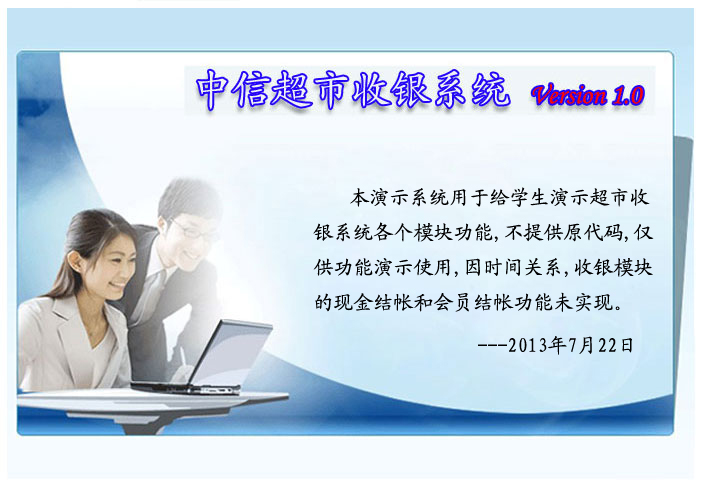 中信超市收银系统 Version 1.0
本演示系统用于给学生演示超市收
银系统各个模块功能,不提供原代码,仅
供功能演示使用,因时间关系,收银模块
的现金结帐和会员结帐功能未实现。
---2013年7月22日